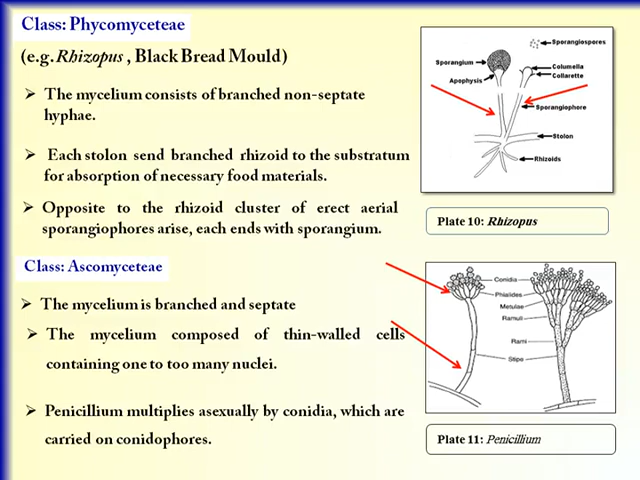 Class: Phycomyceteae
(e.g. Rhizopus , Black Bread Mould)
➢ The mycelium consists of branched non-septate
hyphae.
➢ Each stolon send branched rhizoid to the substratum
for absorption of necessary food materials.
➢ Opposite to the rhizoid cluster of erect aerial
sporangiophores arise, each ends with sporangium.
Sporangiospores
Sporangium
Columella
Collarette
Apophysis
Sporangiophore
Stolon
Rhizoids
Plate 10: Rhizopus
Class: Ascomyceteae
➢ The mycelium is branched and septate
➢ The mycelium composed of thin-walled cells
containing one to too many nuclei.
➢ Penicillium multiplies asexually by conidia, which are
carried on conidophores.
Conidia
Phialides
Metulae
Ramuli
Rami
Stipe
Plate 11: Penicillium